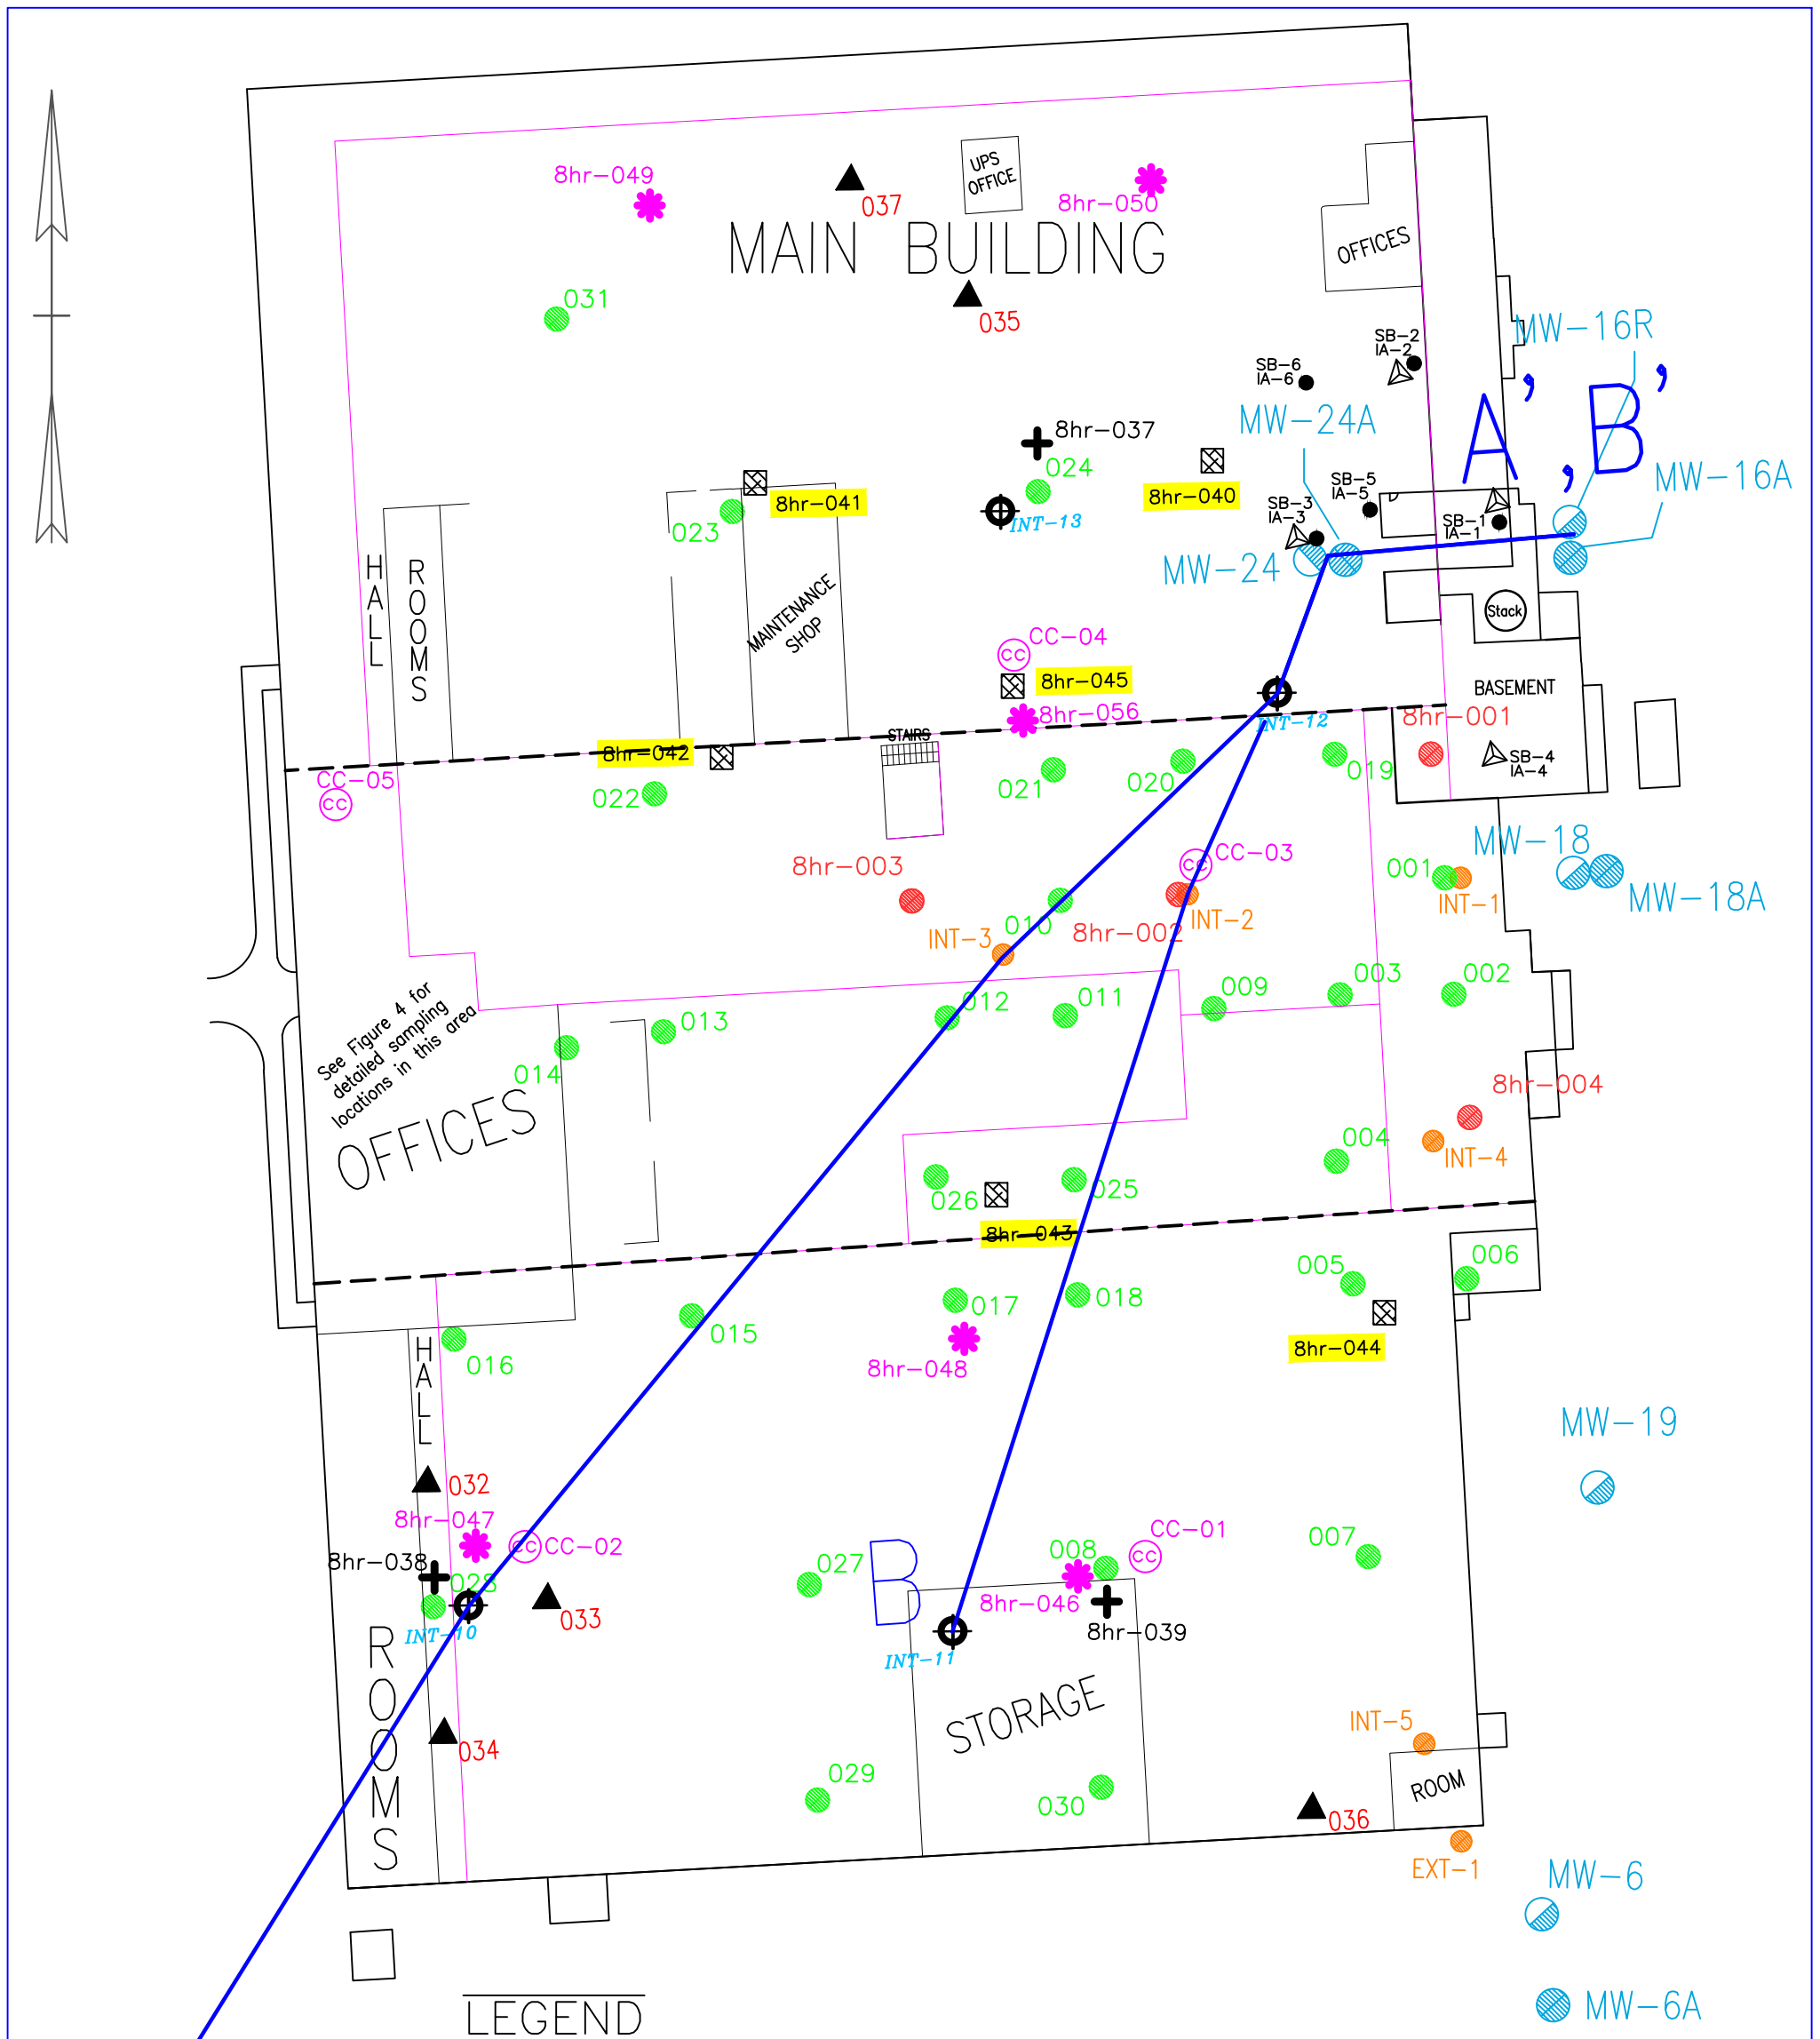 8hr-049
037
UPS
OFFICE
8hr-050
MAIN BUILDING
OFFICES
031
035
MW-16R
SB-2
IA-2
SB-6
IA-6
A', B'
MW-24A
8hr-037
024
MW-16A
8hr-041
8hr-040
SB-5
IA-5
SB-3
IA-3
SB-1
IA-1
INT-13
023
MW-24
HALL
ROOMS
MAINTENANCE
SHOP
Stack
CC-04
CC
8hr-045
BASEMENT
8hr-056
INT-12
8hr-001
STAIRS
8hr-042
SB-4
IA-4
CC-05
CC
022
021
020
019
MW-18
8hr-003
CC-03
CC
001
INT-1
MW-18A
010
INT-3
8hr-002
INT-2
See Figure 4 for
detailed sampling
locations in this area
003
002
009
011
012
013
014
OFFICES
8hr-004
004
INT-4
026
025
8hr-043
006
005
017
018
015
016
8hr-044
8hr-048
HALL
MW-19
032
8hr-047
CC
CC-02
CC-01
CC
8hr-038
028
027
B
008
007
033
8hr-046
8hr-039
INT-10
INT-11
ROOMS
STORAGE
INT-5
034
029
030
036
ROOM
EXT-1
MW-6
LEGEND
MW-6A